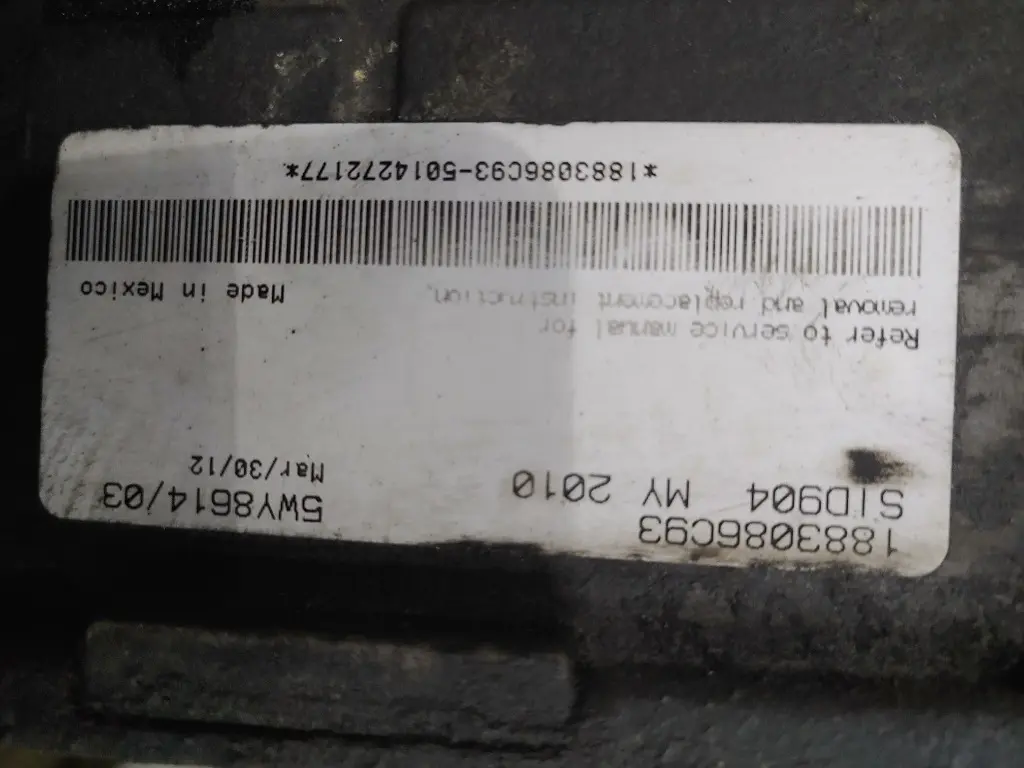 1883086C93
SID904 MY 2010
5WY8614/03
Mar/30/12
Refer to service manual for
removal and replacement instruction.
Made in Mexico
*1883086C93-5014272177*